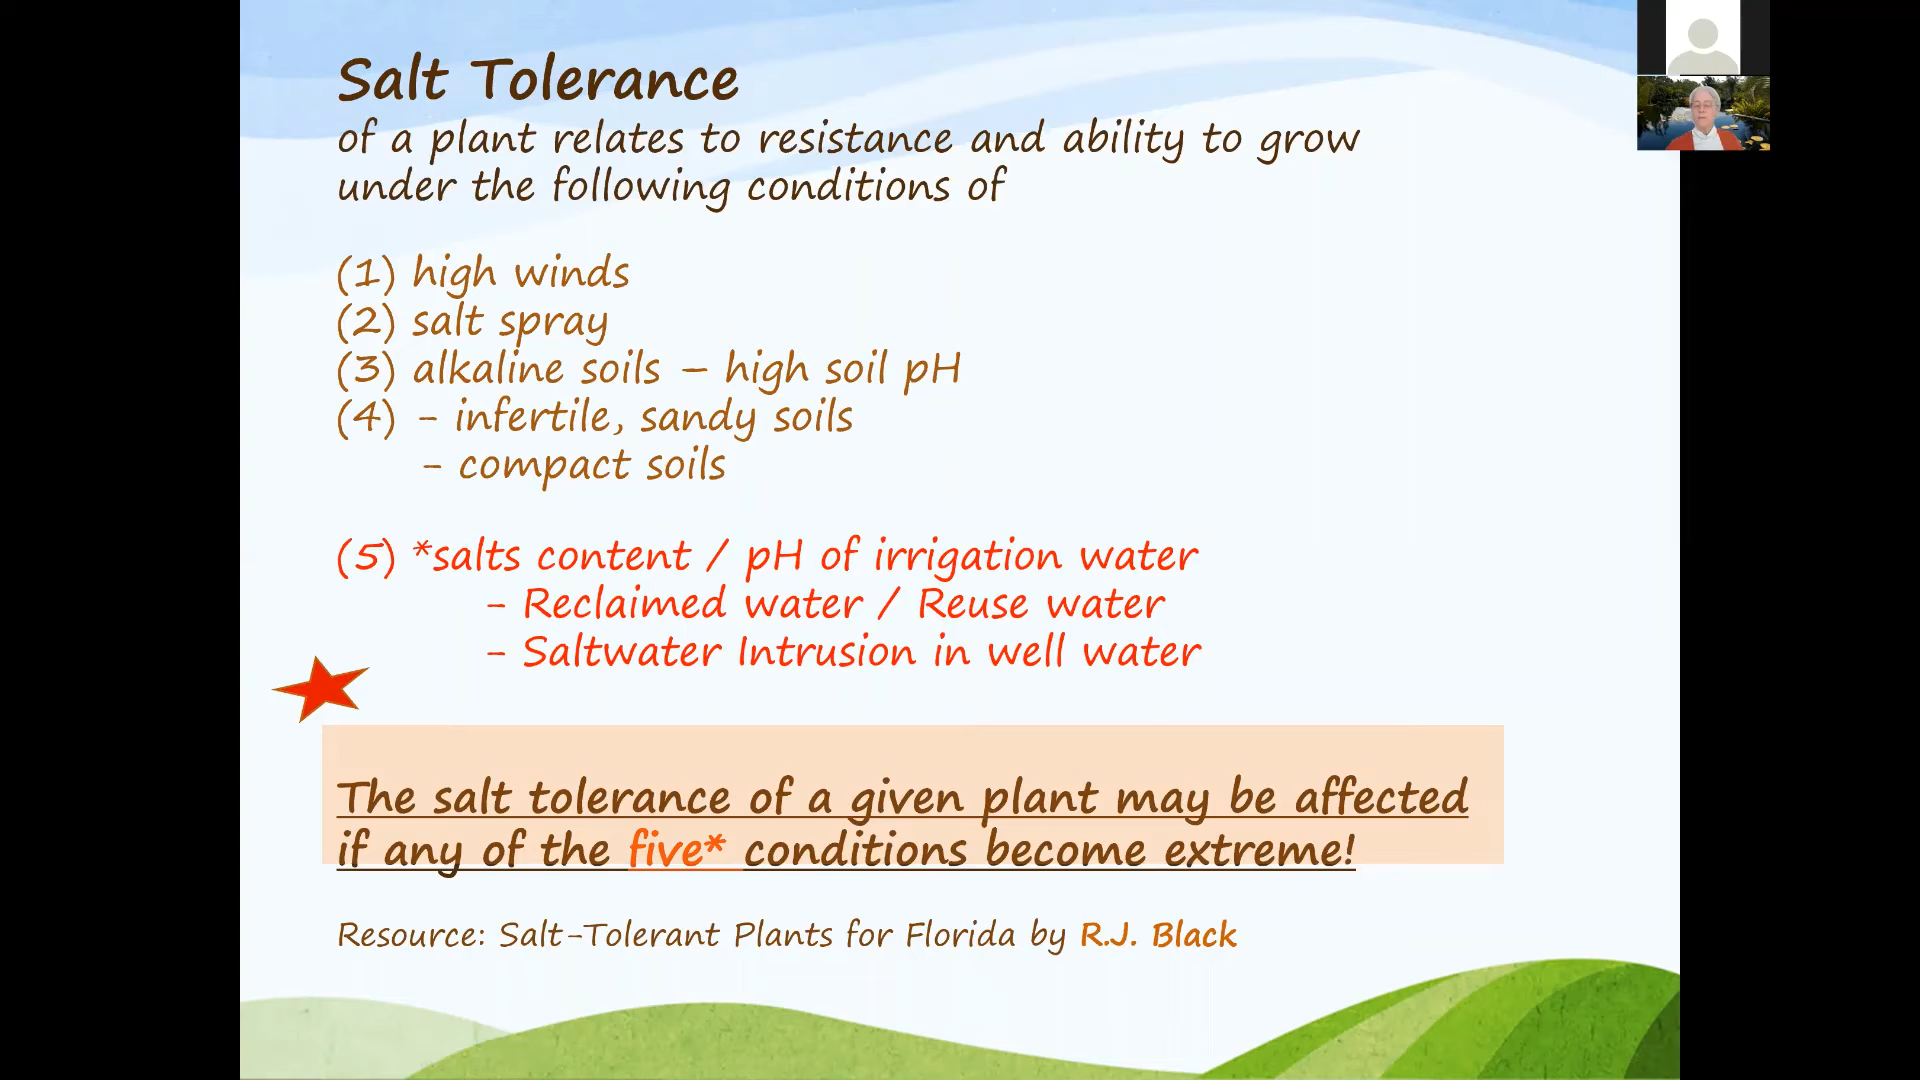 Salt Tolerance
of a plant relates to resistance and ability to grow
under the following conditions of
(1) high winds
(2) salt spray
(3) alkaline soils – high soil pH
(4) - infertile, sandy soils
- compact soils
(5) *salts content / pH of irrigation water
- Reclaimed water / Reuse water
- Saltwater Intrusion in well water
The salt tolerance of a given plant may be affected
if any of the five* conditions become extreme!
Resource: Salt-Tolerant Plants for Florida by R.J. Black